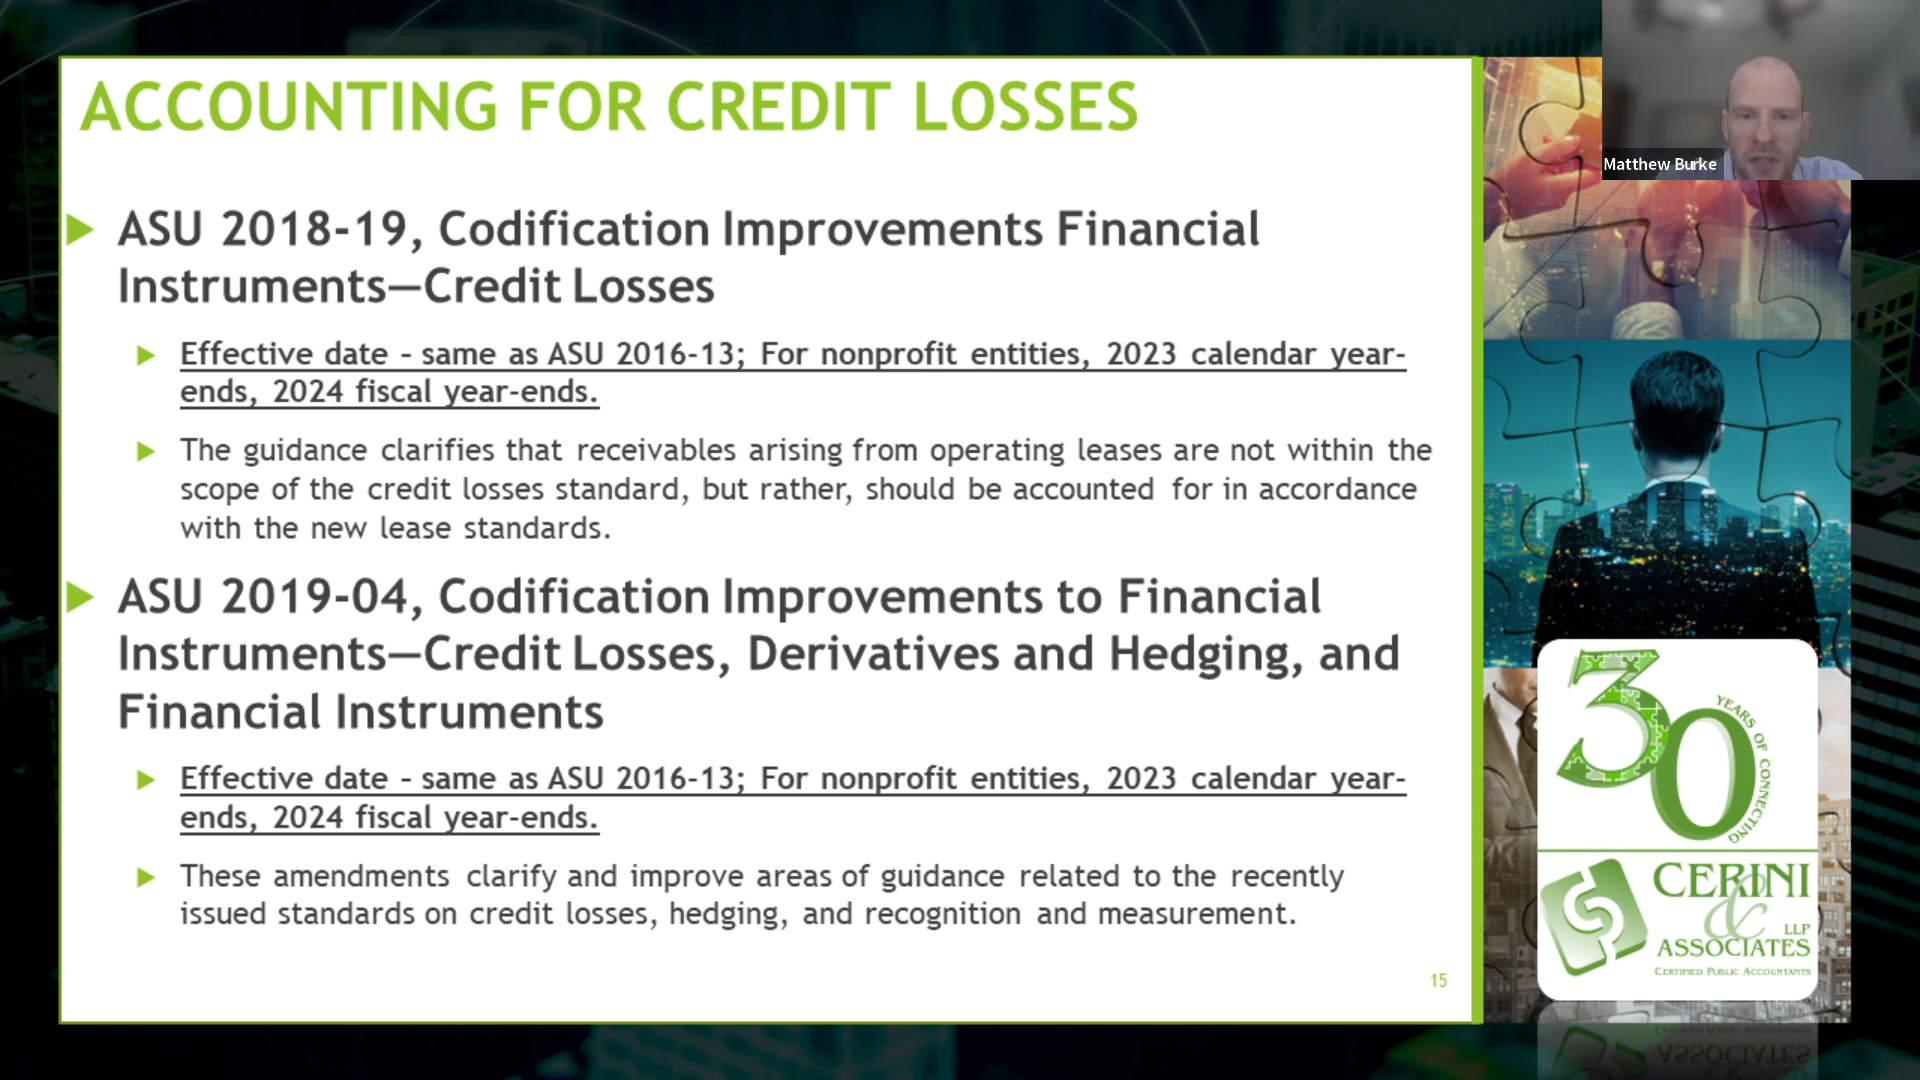 ACCOUNTING FOR CREDIT LOSSES
Matthew Burke
ASU 2018-19, Codification Improvements Financial
Instruments—Credit Losses
Effective date – same as ASU 2016-13; For nonprofit entities, 2023 calendar year-
ends, 2024 fiscal year-ends.
The guidance clarifies that receivables arising from operating leases are not within the
scope of the credit losses standard, but rather, should be accounted for in accordance
with the new lease standards.
ASU 2019-04, Codification Improvements to Financial
Instruments—Credit Losses, Derivatives and Hedging, and
Financial Instruments
Effective date – same as ASU 2016-13; For nonprofit entities, 2023 calendar year-
ends, 2024 fiscal year-ends.
These amendments clarify and improve areas of guidance related to the recently
issued standards on credit losses, hedging, and recognition and measurement.
15
30
YEARS OF CONNECTING
CERINI
&
LLP
ASSOCIATES
CERTIFIED PUBLIC ACCOUNTANTS